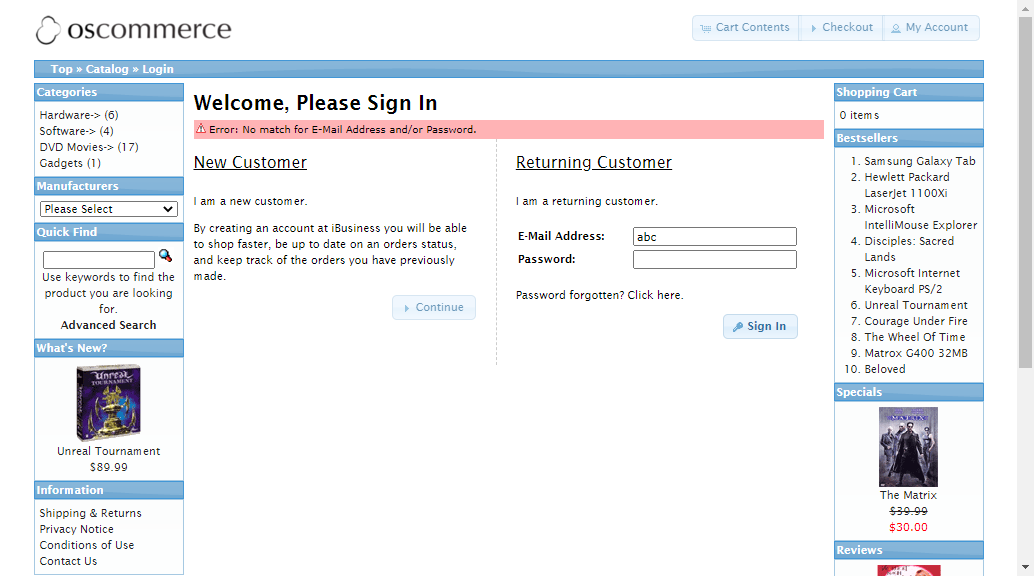 oscommerce
Cart Contents
Checkout
My Account
Top » Catalog » Login
Categories
Hardware-> (6)
Software-> (4)
DVD Movies-> (17)
Gadgets (1)
Manufacturers
Please Select
Quick Find
Use keywords to find the
product you are looking
for.
Advanced Search
What's New?
Unreal
TOURNAMENT
Unreal Tournament
$89.99
Information
Shipping & Returns
Privacy Notice
Conditions of Use
Contact Us
Welcome, Please Sign In
Error: No match for E-Mail Address and/or Password.
New Customer
I am a new customer.
By creating an account at iBusiness you will be able
to shop faster, be up to date on an orders status,
and keep track of the orders you have previously
made.
Continue
Returning Customer
I am a returning customer.
E-Mail Address: abc
Password:
Password forgotten? Click here.
Sign In
Shopping Cart
0 items
Bestsellers
1. Samsung Galaxy Tab
2. Hewlett Packard
LaserJet 1100Xi
3. Microsoft
IntelliMouse Explorer
4. Disciples: Sacred
Lands
5. Microsoft Internet
Keyboard PS/2
6. Unreal Tournament
7. Courage Under Fire
8. The Wheel Of Time
9. Matrox G400 32MB
10. Beloved
Specials
MATRIX
The Matrix
$39.99
$30.00
Reviews